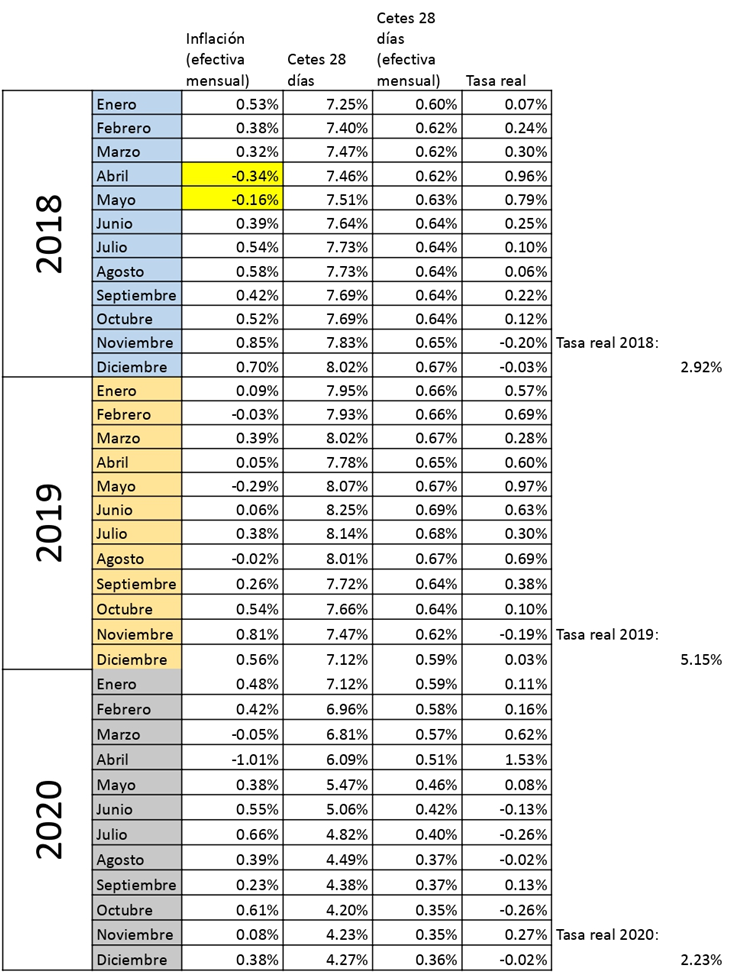 Inflación (efectiva mensual) Cetes 28 días Cetes 28 días (efectiva mensual) Tasa real
2018
Enero 0.53% 7.25% 0.60% 0.07%
Febrero 0.38% 7.40% 0.62% 0.24%
Marzo 0.32% 7.47% 0.62% 0.30%
Abril -0.34% 7.46% 0.62% 0.96%
Mayo -0.16% 7.51% 0.63% 0.79%
Junio 0.39% 7.64% 0.64% 0.25%
Julio 0.54% 7.73% 0.64% 0.10%
Agosto 0.58% 7.73% 0.64% 0.06%
Septiembre 0.42% 7.69% 0.64% 0.22%
Octubre 0.52% 7.69% 0.64% 0.12%
Noviembre 0.85% 7.83% 0.65% -0.20% Tasa real 2018:
Diciembre 0.70% 8.02% 0.67% -0.03% 2.92%
2019
Enero 0.09% 7.95% 0.66% 0.57%
Febrero -0.03% 7.93% 0.66% 0.69%
Marzo 0.39% 8.02% 0.67% 0.28%
Abril 0.05% 7.78% 0.65% 0.60%
Mayo -0.29% 8.07% 0.67% 0.97%
Junio 0.06% 8.25% 0.69% 0.63%
Julio 0.38% 8.14% 0.68% 0.30%
Agosto -0.02% 8.01% 0.67% 0.69%
Septiembre 0.26% 7.72% 0.64% 0.38%
Octubre 0.54% 7.66% 0.64% 0.10%
Noviembre 0.81% 7.47% 0.62% -0.19% Tasa real 2019:
Diciembre 0.56% 7.12% 0.59% 0.03% 5.15%
2020
Enero 0.48% 7.12% 0.59% 0.11%
Febrero 0.42% 6.96% 0.58% 0.16%
Marzo -0.05% 6.81% 0.57% 0.62%
Abril -1.01% 6.09% 0.51% 1.53%
Mayo 0.38% 5.47% 0.46% 0.08%
Junio 0.55% 5.06% 0.42% -0.13%
Julio 0.66% 4.82% 0.40% -0.26%
Agosto 0.39% 4.49% 0.37% -0.02%
Septiembre 0.23% 4.38% 0.37% 0.13%
Octubre 0.61% 4.20% 0.35% -0.26%
Noviembre 0.08% 4.23% 0.35% 0.27% Tasa real 2020:
Diciembre 0.38% 4.27% 0.36% -0.02% 2.23%